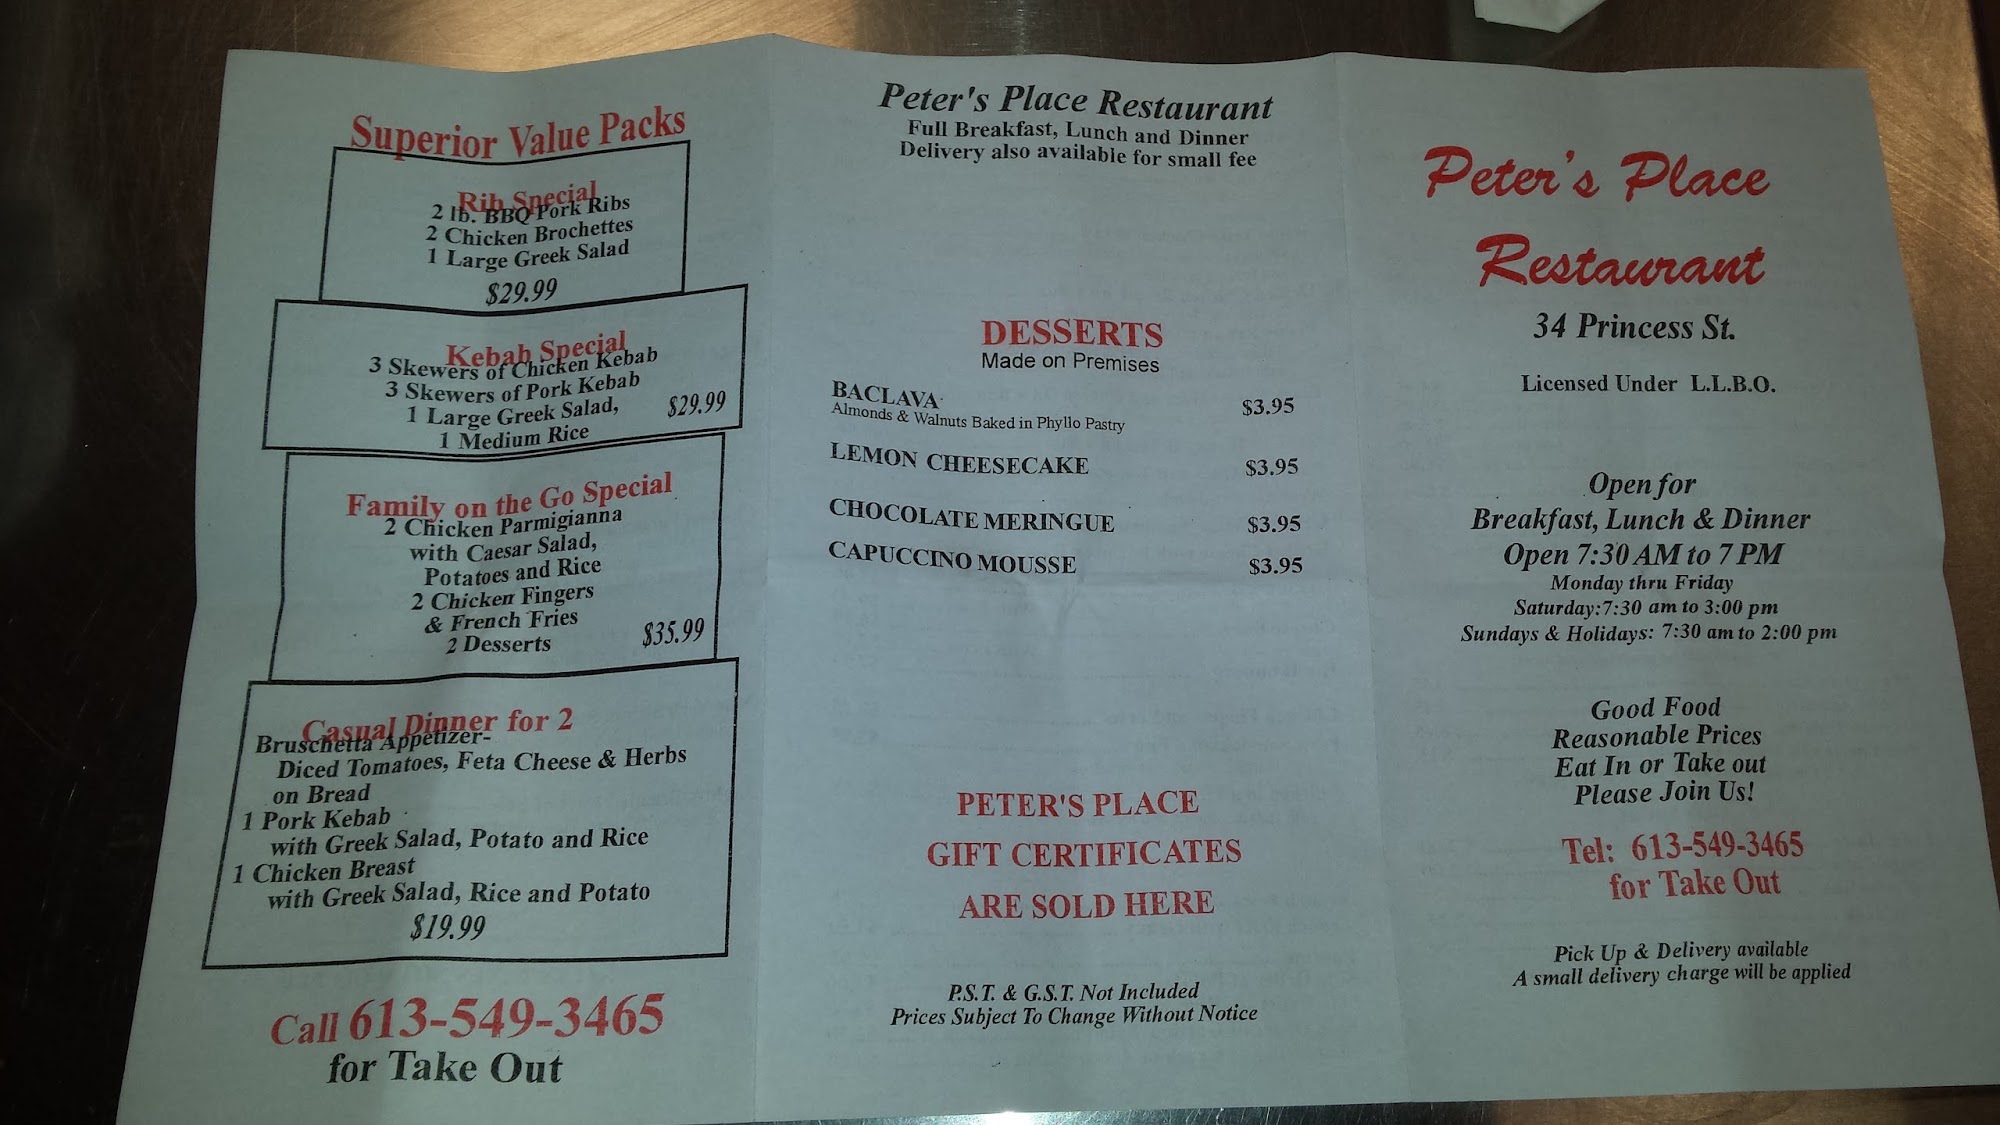 Superior Value Packs
Rib Special
2 lb. BBQ Pork Ribs
2 Chicken Brochettes
1 Large Greek Salad
$29.99
Kebab Special
3 Skewers of Chicken Kebab
3 Skewers of Pork Kebab
1 Large Greek Salad,
1 Medium Rice
$29.99
Family on the Go Special
2 Chicken Parmigianna
with Caesar Salad,
Potatoes and Rice
2 Chicken Fingers
& French Fries
2 Desserts
$35.99
Casual Dinner for 2
Bruschetta Appetizer-
Diced Tomatoes, Feta Cheese & Herbs
on Bread
1 Pork Kebab
with Greek Salad, Potato and Rice
1 Chicken Breast
with Greek Salad, Rice and Potato
$19.99
Call 613-549-3465
for Take Out
Peter's Place Restaurant
Full Breakfast, Lunch and Dinner
Delivery also available for small fee
DESSERTS
Made on Premises
BACLAVA $3.95
Almonds & Walnuts Baked in Phyllo Pastry
LEMON CHEESECAKE $3.95
CHOCOLATE MERINGUE $3.95
CAPUCCINO MOUSSE $3.95
PETER'S PLACE
GIFT CERTIFICATES
ARE SOLD HERE
P.S.T. & G.S.T. Not Included
Prices Subject To Change Without Notice
Peter's Place
Restaurant
34 Princess St.
Licensed Under L.L.B.O.
Open for
Breakfast, Lunch & Dinner
Open 7:30 AM to 7 PM
Monday thru Friday
Saturday:7:30 am to 3:00 pm
Sundays & Holidays: 7:30 am to 2:00 pm
Good Food
Reasonable Prices
Eat In or Take out
Please Join Us!
Tel: 613-549-3465
for Take Out
Pick Up & Delivery available
A small delivery charge will be applied